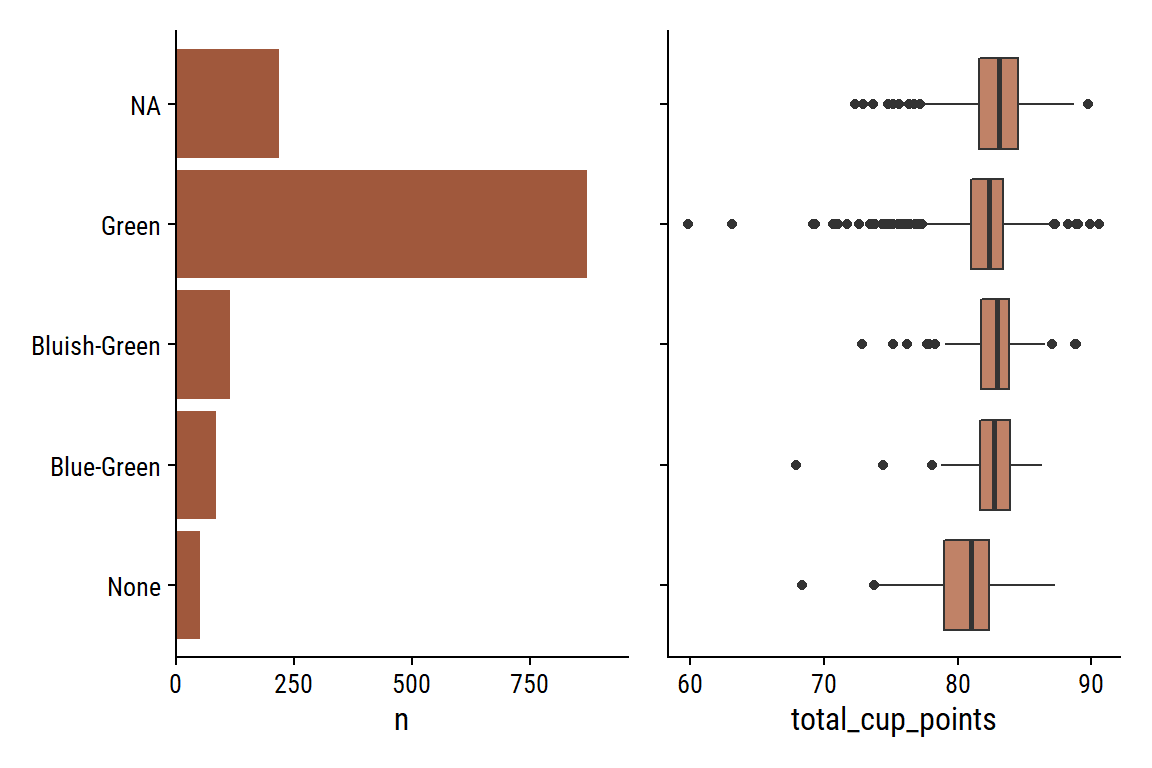 NA
Green
Bluish-Green
Blue-Green
None
0 250 500 750
n
60 70 80 90
total_cup_points